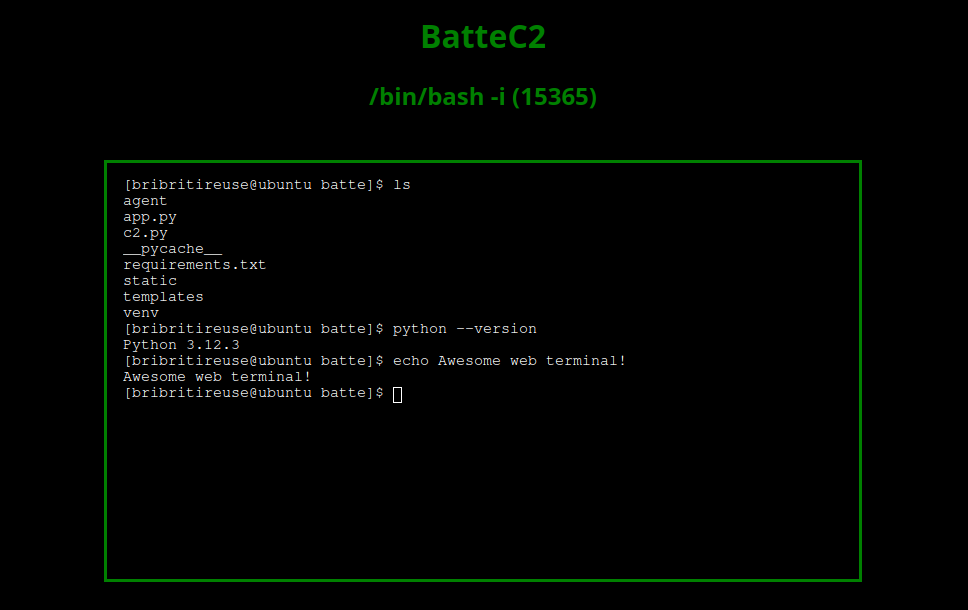 BatteC2
/bin/bash -i (15365)
[bribritireuse@ubuntu batte]$ ls
agent
app.py
c2.py
__pycache__
requirements.txt
static
templates
venv
[bribritireuse@ubuntu batte]$ python --version
Python 3.12.3
[bribritireuse@ubuntu batte]$ echo Awesome web terminal!
Awesome web terminal!
[bribritireuse@ubuntu batte]$